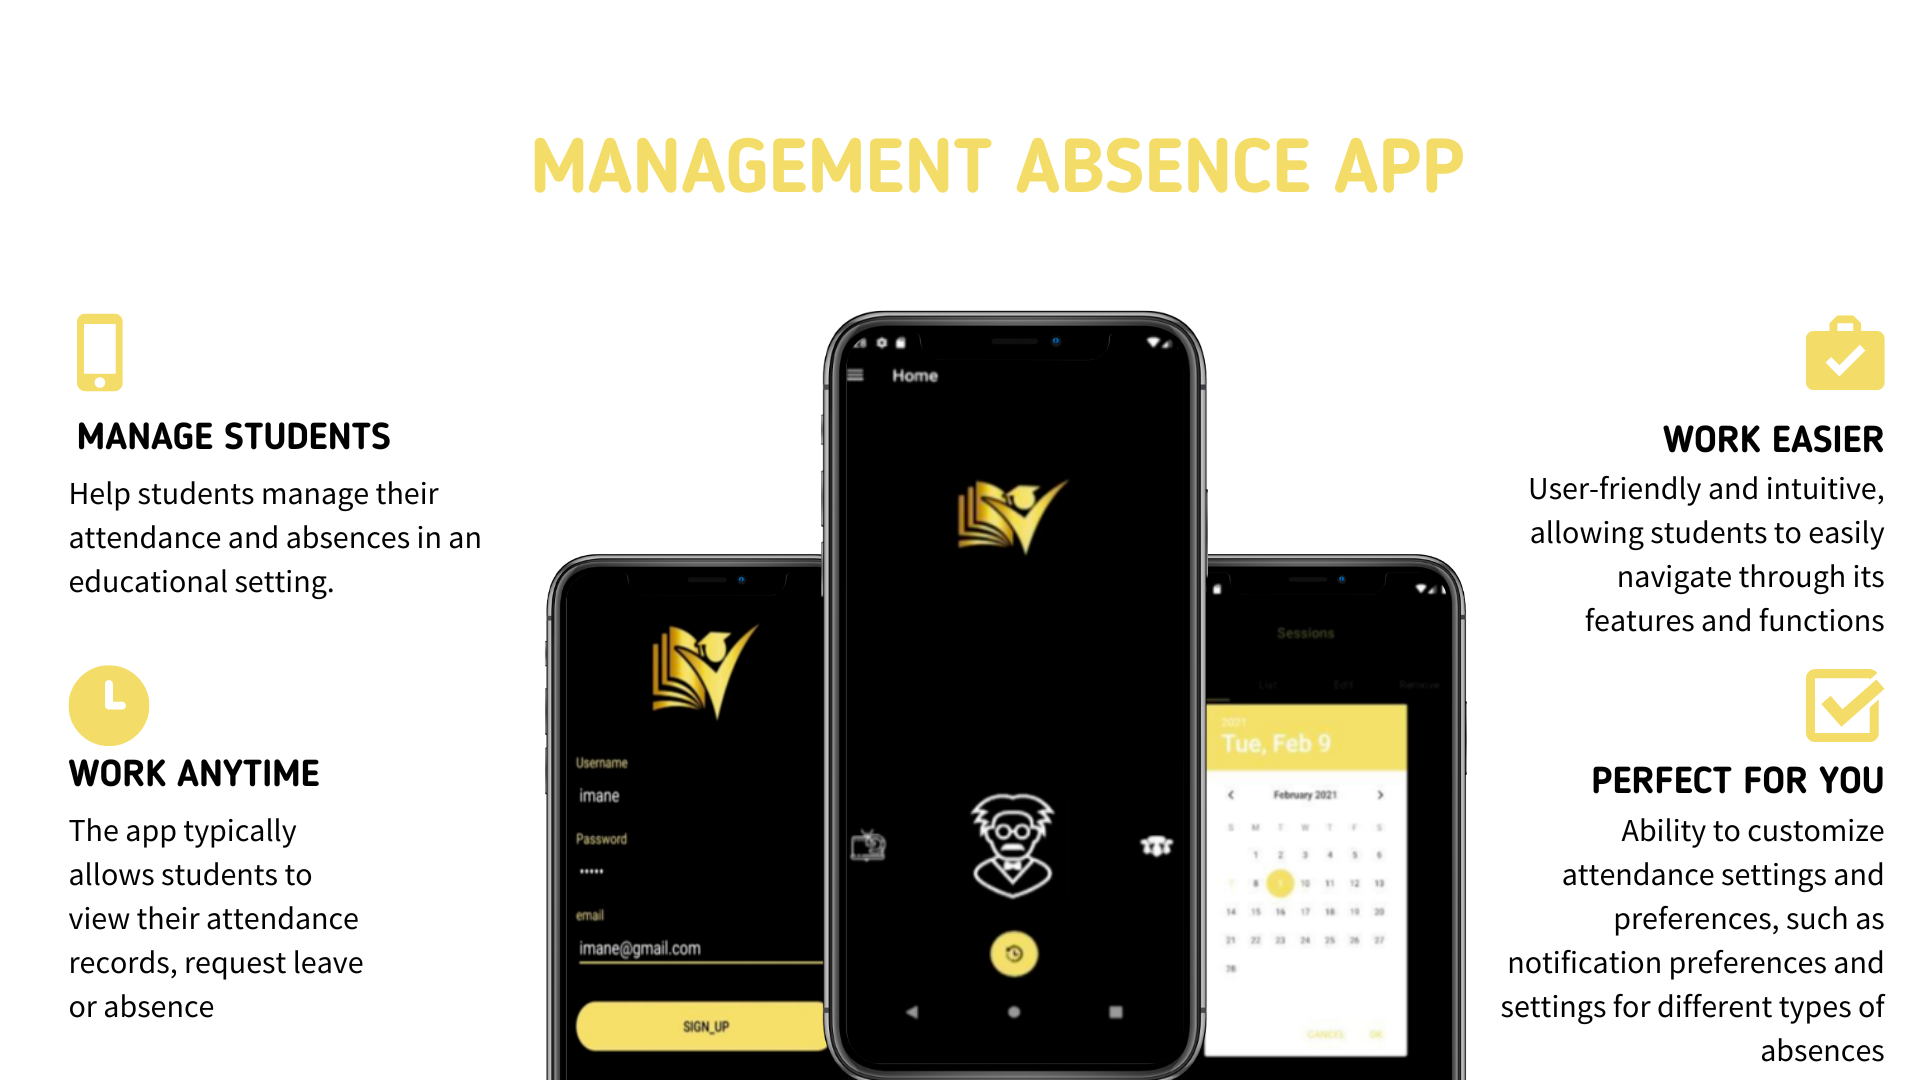 MANAGEMENT ABSENCE APP
MANAGE STUDENTS
Help students manage their
attendance and absences in an
educational setting.
WORK ANYTIME
The app typically
allows students to
view their attendance
records, request leave
or absence
Username
imane
Password
•••••
email
imane@gmail.com
SIGN_UP
Home
Sessions
List Edit Remove
2021
Tue, Feb 9
February 2021
S M T W T F S
1 2 3 4 5 6
7 8 9 10 11 12 13
14 15 16 17 18 19 20
21 22 23 24 25 26 27
28
CANCEL OK
WORK EASIER
User-friendly and intuitive,
allowing students to easily
navigate through its
features and functions
PERFECT FOR YOU
Ability to customize
attendance settings and
preferences, such as
notification preferences and
settings for different types of
absences